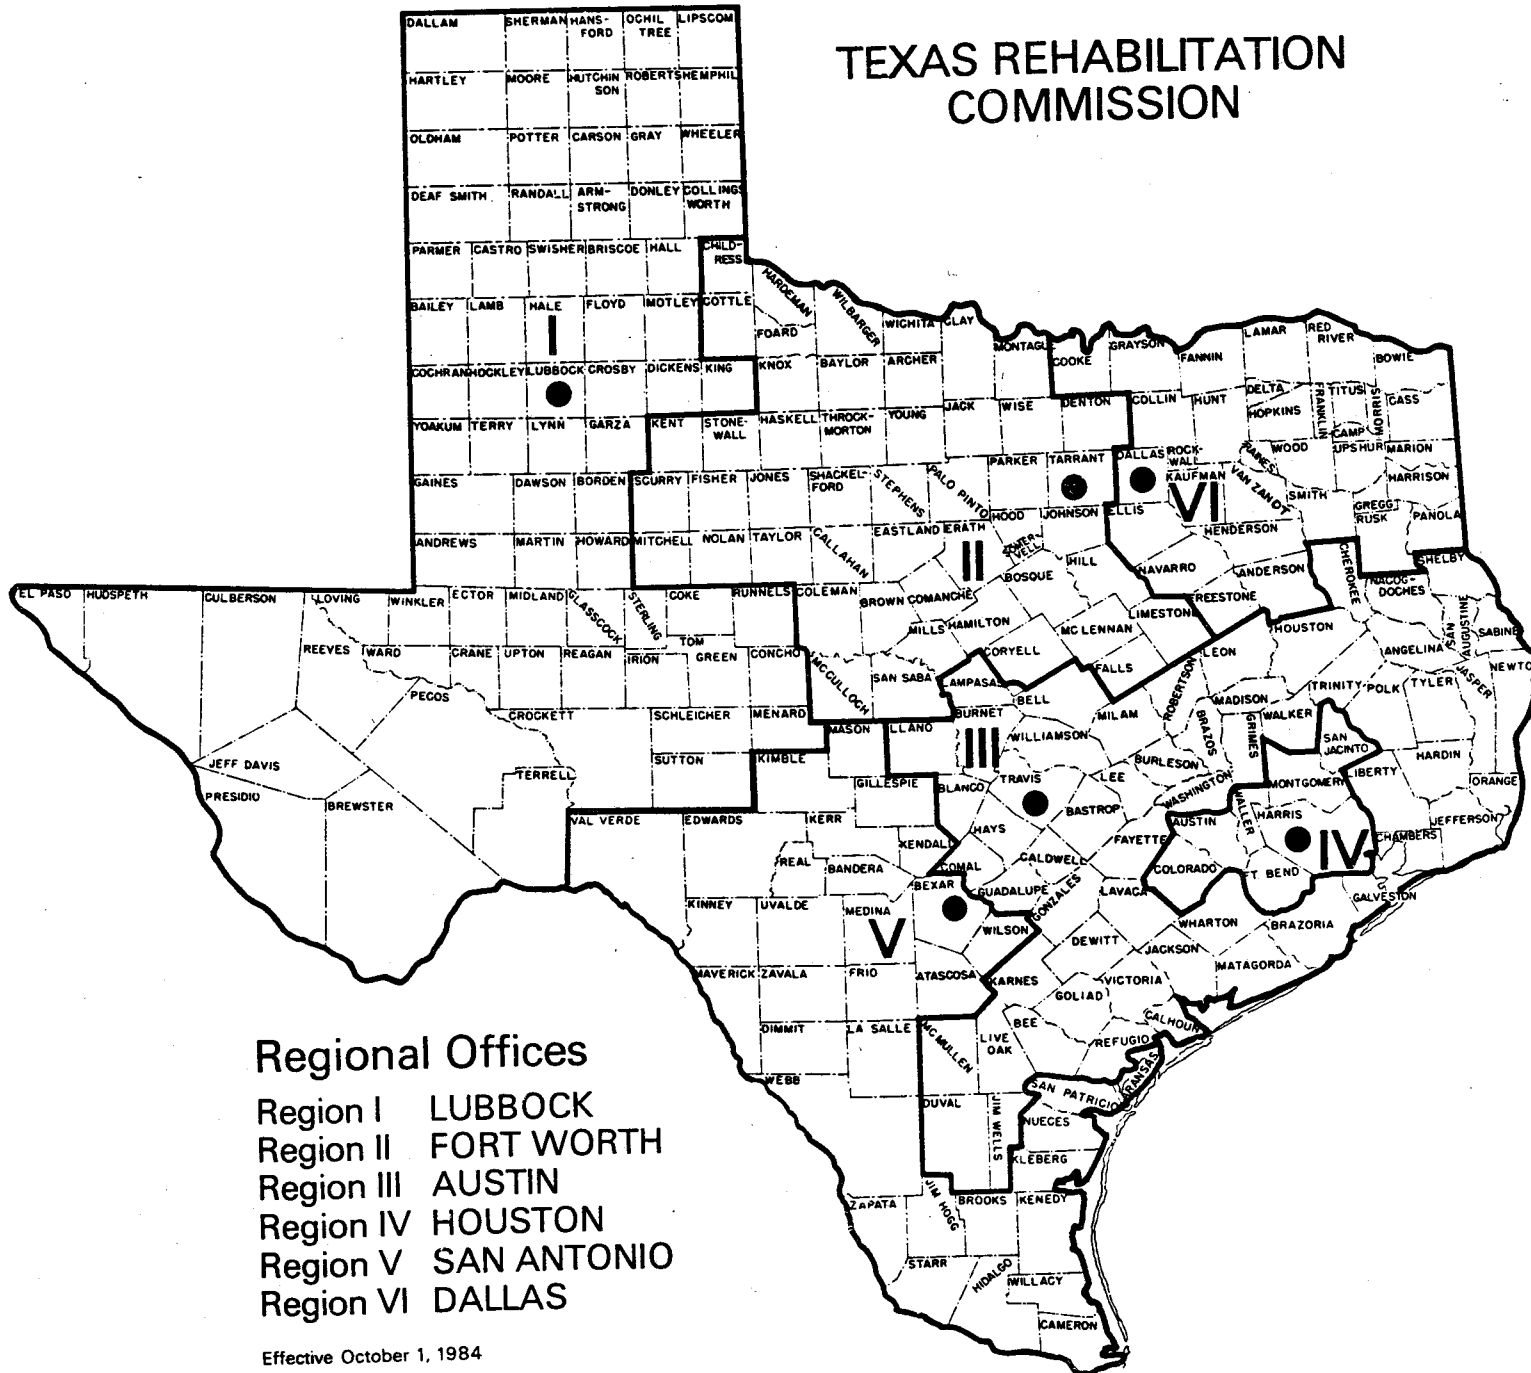 TEXAS REHABILITATION
COMMISSION
DALLAM SHERMAN HANS- OCHIL LIPSCOM
FORD TREE
HARTLEY MOORE HUTCHIN ROBERTS HEMPHIL
SON
OLDHAM POTTER CARSON GRAY WHEELER
DEAF SMITH RANDALL ARM- DONLEY COLLINGS
STRONG WORTH
PARMER CASTRO SWISHER BRISCOE HALL CHILD-
RESS
HARDEMAN
WILBARGER
BAILEY LAMB HALE FLOYD MOTLEY COTTLE
I
FOARD WICHITA CLAY
MONTAGU COOKE GRAYSON FANNIN LAMAR RED
RIVER
BOWIE
COCHRAN HOCKLEY LUBBOCK CROSBY DICKENS KING KNOX BAYLOR ARCHER
YOAKUM TERRY LYNN GARZA KENT STONE- HASKELL THROCK- YOUNG JACK WISE DENTON COLLIN HUNT DELTA
WALL MORTON
HOPKINS FRANKLIN TITUS MORRIS CASS
CAMP
WOOD UPSHUR MARION
RAINS
GAINES DAWSON BORDEN SCURRY FISHER JONES SHACKEL- STEPHENS PALO PINTO PARKER TARRANT DALLAS ROCK-
FORD WALL
KAUFMAN VAN ZANDT SMITH HARRISON
VI
GREGG
RUSK PANOLA
HOOD JOHNSON ELLIS
HENDERSON
ANDREWS MARTIN HOWARD MITCHELL NOLAN TAYLOR CALLAHAN EASTLAND ERATH
II
SOMER-
VELL
BOSQUE HILL NAVARRO ANDERSON CHEROKEE SHELBY
NACOG-
DOCHES
EL PASO HUDSPETH CULBERSON LOVING WINKLER ECTOR MIDLAND GLASSCOCK STERLING COKE RUNNELS COLEMAN BROWN COMANCHE
FREESTONE
LIMESTONE
MILLS HAMILTON MC LENNAN HOUSTON SAN AUGUSTINE SABINE
REEVES WARD CRANE UPTON REAGAN IRION TOM
GREEN CONCHO
MC CULLOCH SAN SABA CORYELL FALLS LEON ANGELINA NEWTO
JASPER
LAMPASAS ROBERTSON
PECOS BELL MADISON TRINITY POLK TYLER
CROCKETT SCHLEICHER MENARD BURNET MILAM BRAZOS GRIMES WALKER
MASON LLANO III WILLIAMSON SAN
JACINTO
JEFF DAVIS TERRELL SUTTON KIMBLE BURLESON HARDIN
LIBERTY
TRAVIS LEE WASHINGTON MONTGOMERY ORANGE
PRESIDIO BREWSTER GILLESPIE BLANCO
VAL VERDE EDWARDS KERR BASTROP AUSTIN WALLER HARRIS JEFFERSON
HAYS FAYETTE IV CHAMBERS
KENDALL
REAL BANDERA COMAL CALDWELL COLORADO FT BEND
BEXAR GUADALUPE GONZALES LAVACA GALVESTON
KINNEY UVALDE MEDINA
V
WILSON DEWITT WHARTON BRAZORIA
JACKSON
MATAGORDA
MAVERICK ZAVALA FRIO ATASCOSA KARNES VICTORIA
GOLIAD
DIMMIT LA SALLE MC MULLEN LIVE
OAK
BEE CALHOUN
REFUGIO
ARANSAS
WEBB SAN PATRICIO
DUVAL JIM WELLS NUECES
KLEBERG
ZAPATA JIM HOGG BROOKS KENEDY
STARR HIDALGO WILLACY
CAMERON
Regional Offices
Region I LUBBOCK
Region II FORT WORTH
Region III AUSTIN
Region IV HOUSTON
Region V SAN ANTONIO
Region VI DALLAS
Effective October 1, 1984